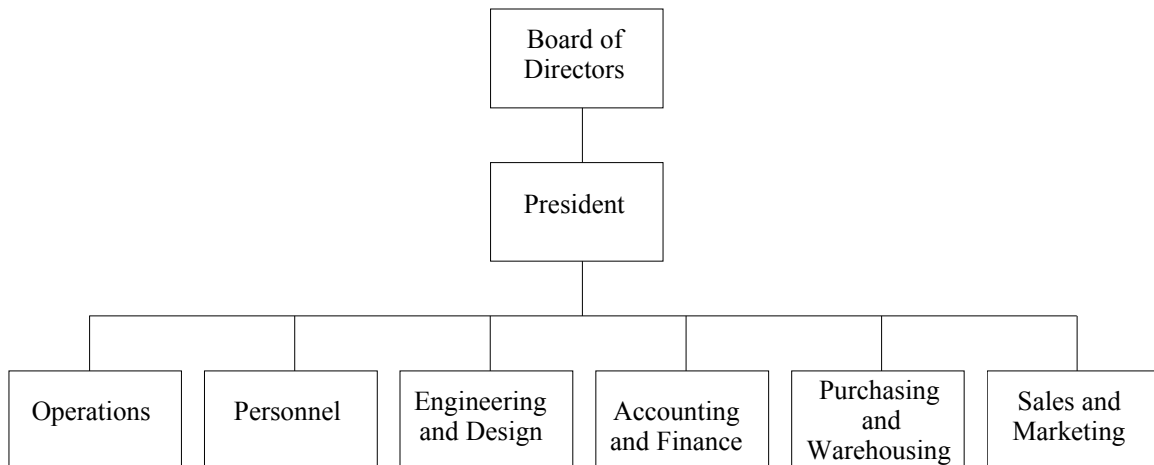 Board of
Directors
President
Operations
Personnel
Engineering
and Design
Accounting
and Finance
Purchasing
and
Warehousing
Sales and
Marketing